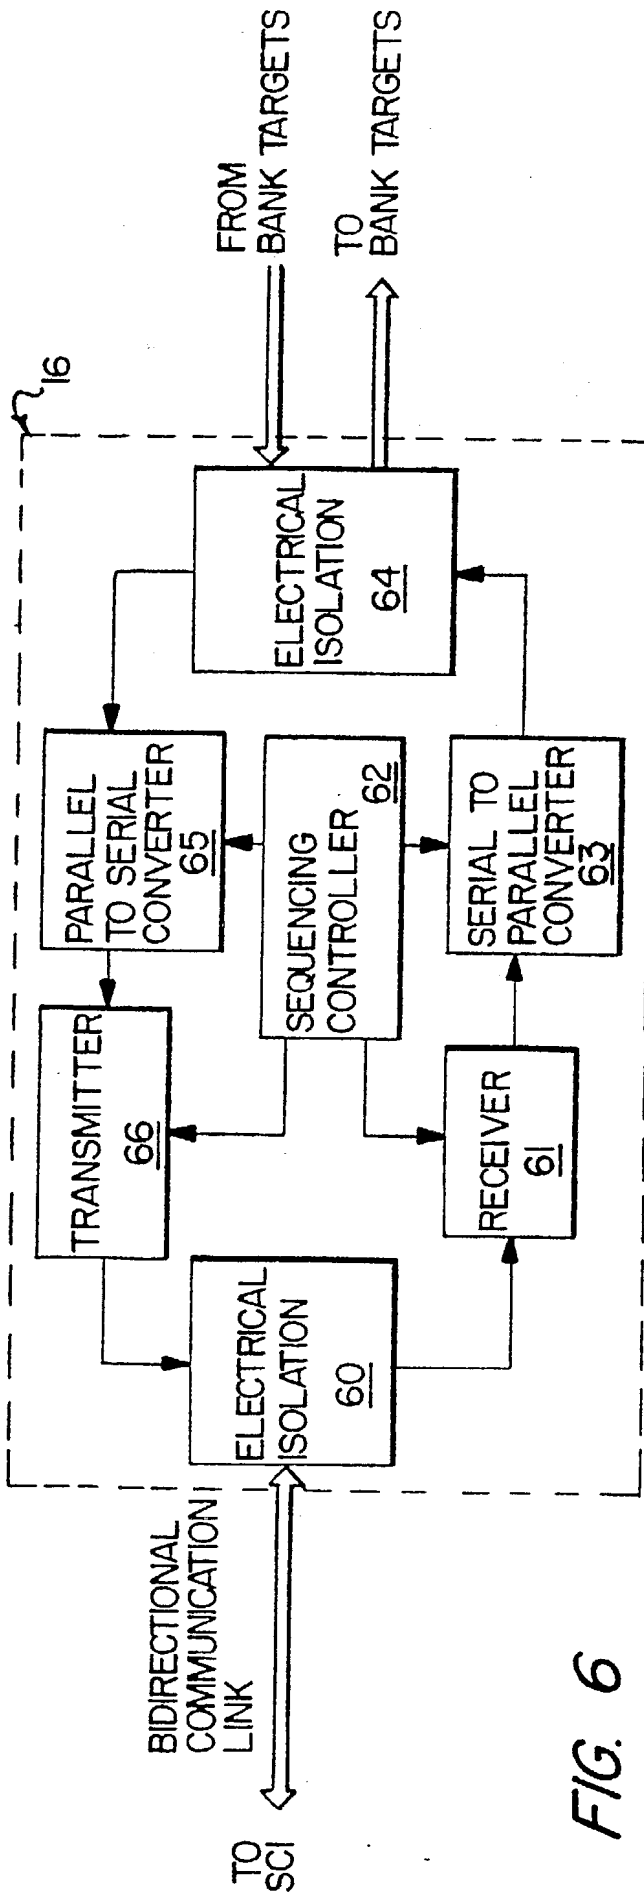 16
TO
SCI
BIDIRECTIONAL
COMMUNICATION
LINK
ELECTRICAL
ISOLATION
60
TRANSMITTER
66
PARALLEL
TO SERIAL
CONVERTER
65
SEQUENCING
CONTROLLER
62
RECEIVER
61
SERIAL TO
PARALLEL
CONVERTER
63
ELECTRICAL
ISOLATION
64
FROM
BANK TARGETS
TO
BANK TARGETS
FIG. 6